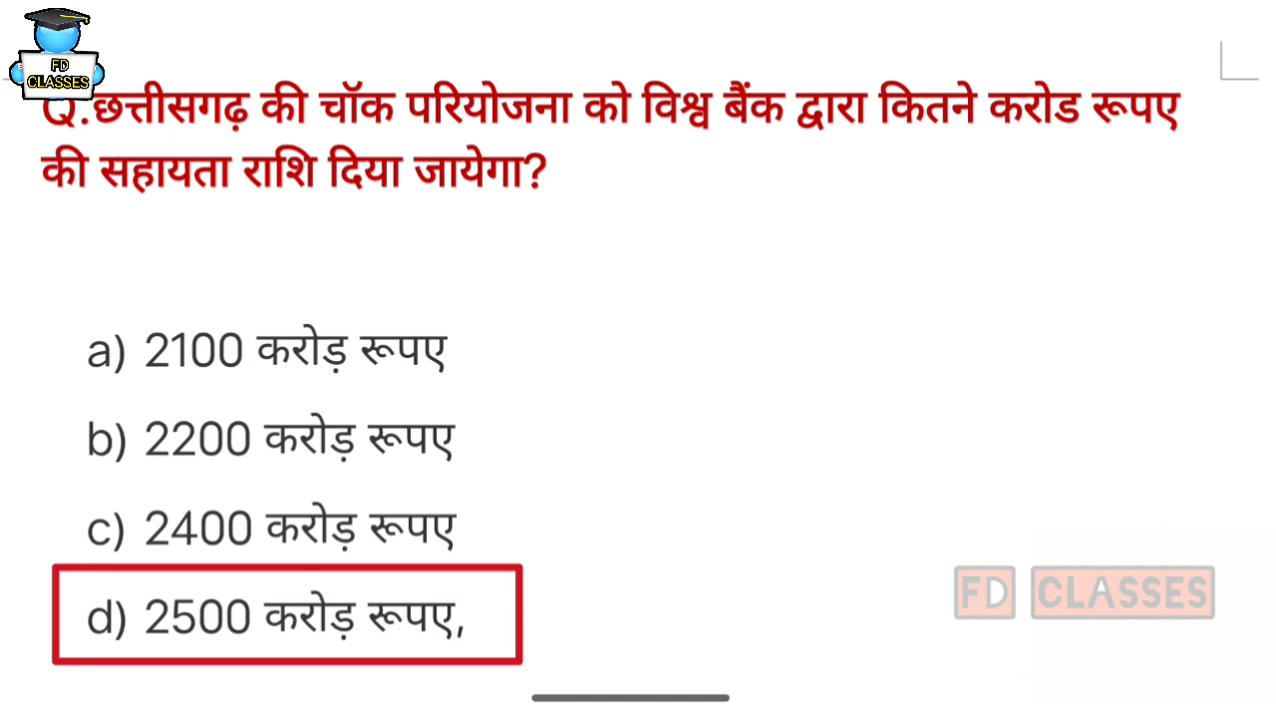 FD
CLASSES
Q.छत्तीसगढ़ की चॉक परियोजना को विश्व बैंक द्वारा कितने करोड रूपए
की सहायता राशि दिया जायेगा?
a) 2100 करोड़ रूपए
b) 2200 करोड़ रूपए
c) 2400 करोड़ रूपए
d) 2500 करोड़ रूपए,
FD CLASSES